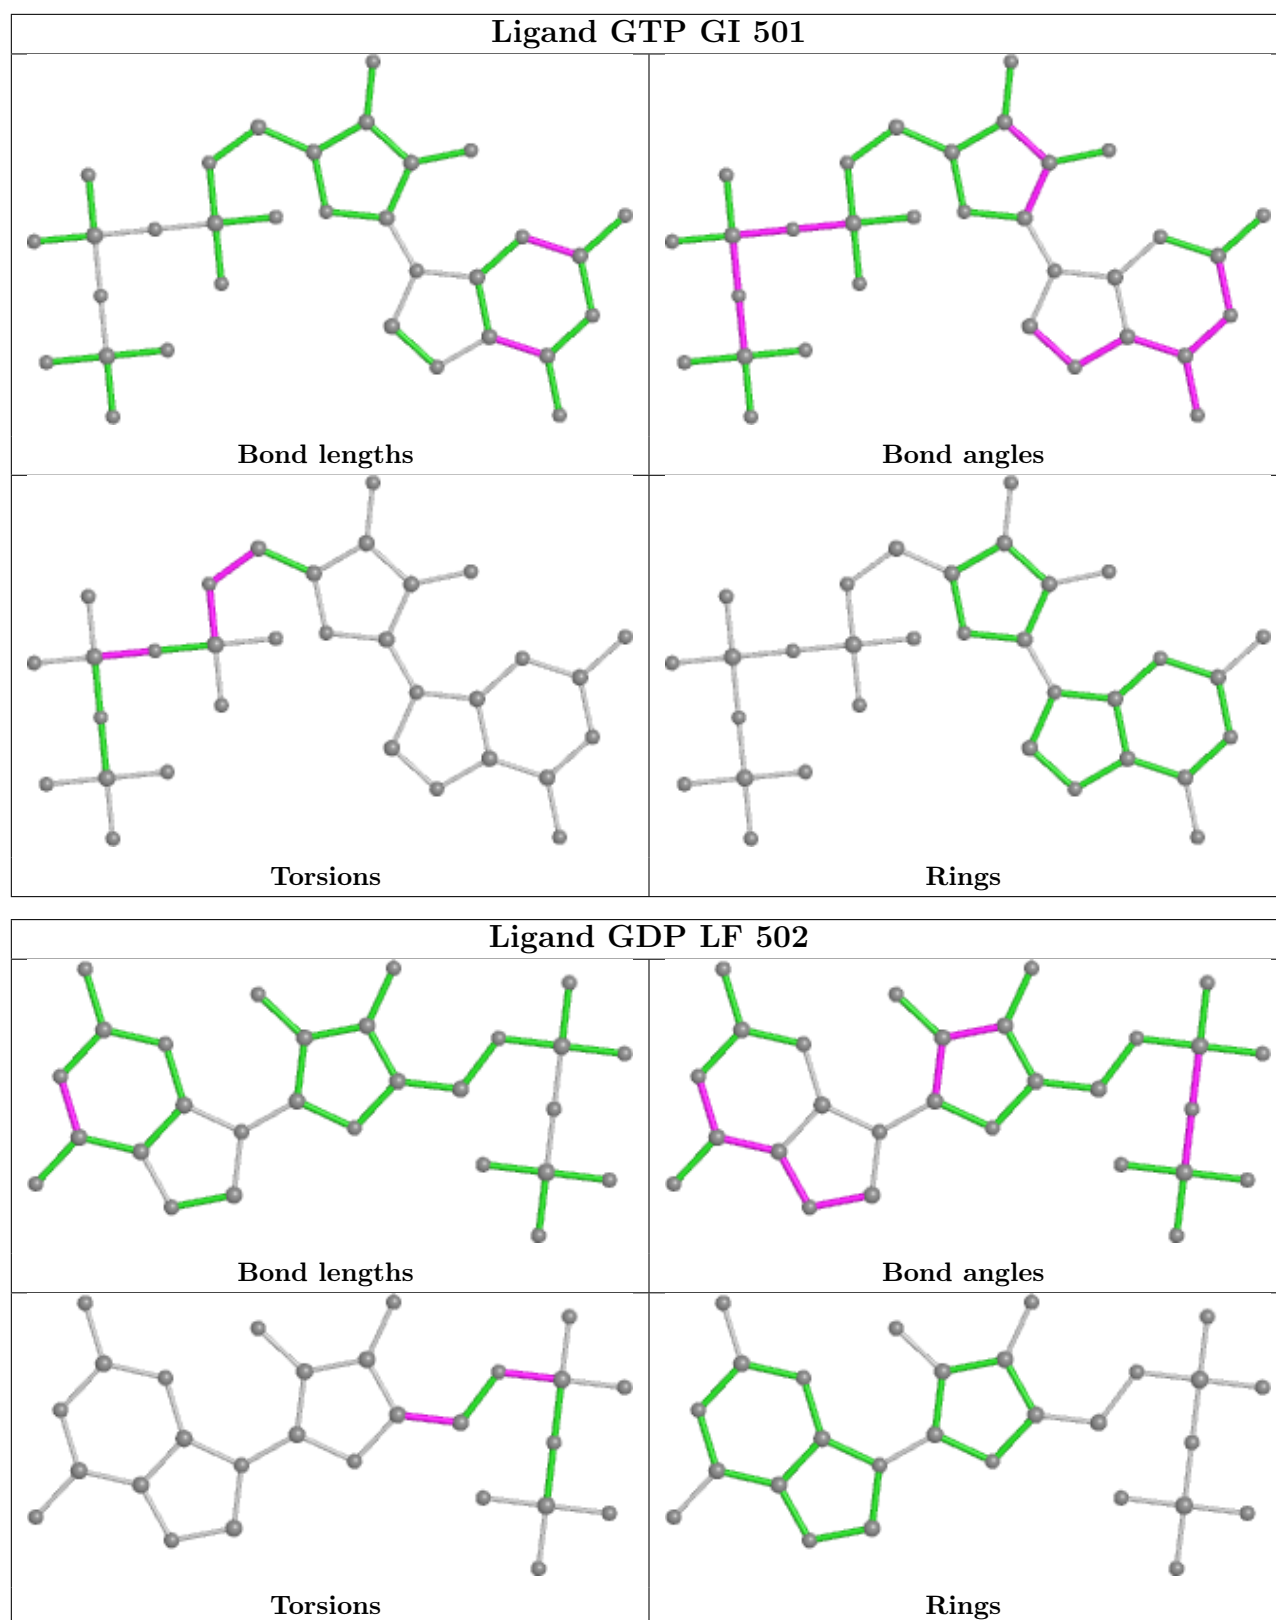 Ligand GTP GI 501
Bond lengths
Bond angles
Torsions
Rings
Ligand GDP LF 502
Bond lengths
Bond angles
Torsions
Rings